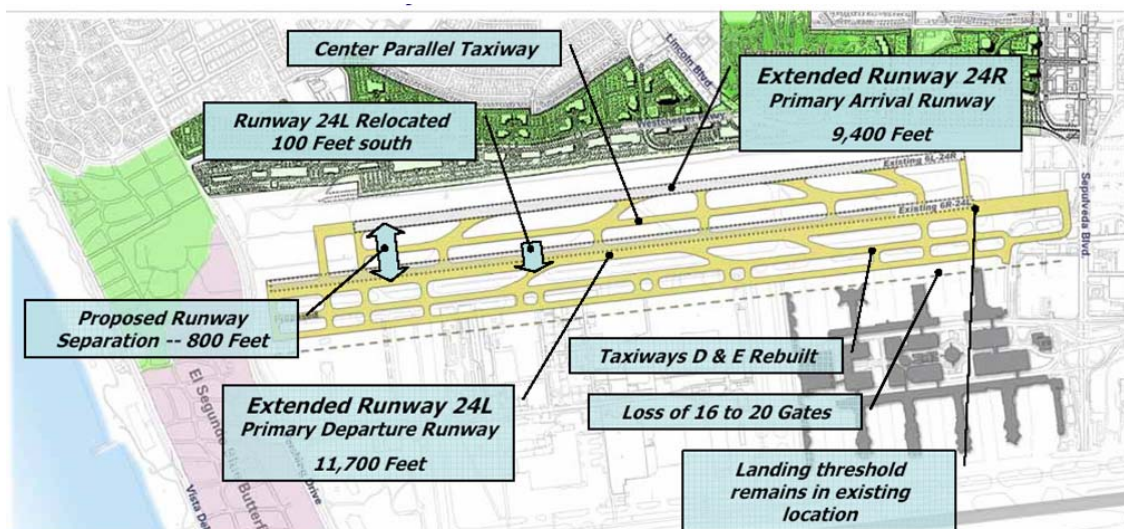 Center Parallel Taxiway
Lincoln Blvd.
Extended Runway 24R
Primary Arrival Runway
9,400 Feet
Runway 24L Relocated
100 Feet south
Westchester Pkwy
Existing 6L-24R
Existing 6R-24L
Sepulveda Blvd.
Proposed Runway
Separation -- 800 Feet
Taxiways D & E Rebuilt
Extended Runway 24L
Primary Departure Runway
11,700 Feet
Loss of 16 to 20 Gates
Landing threshold
remains in existing
location
El Segundo Blue Butterf
Drive
Vista Del